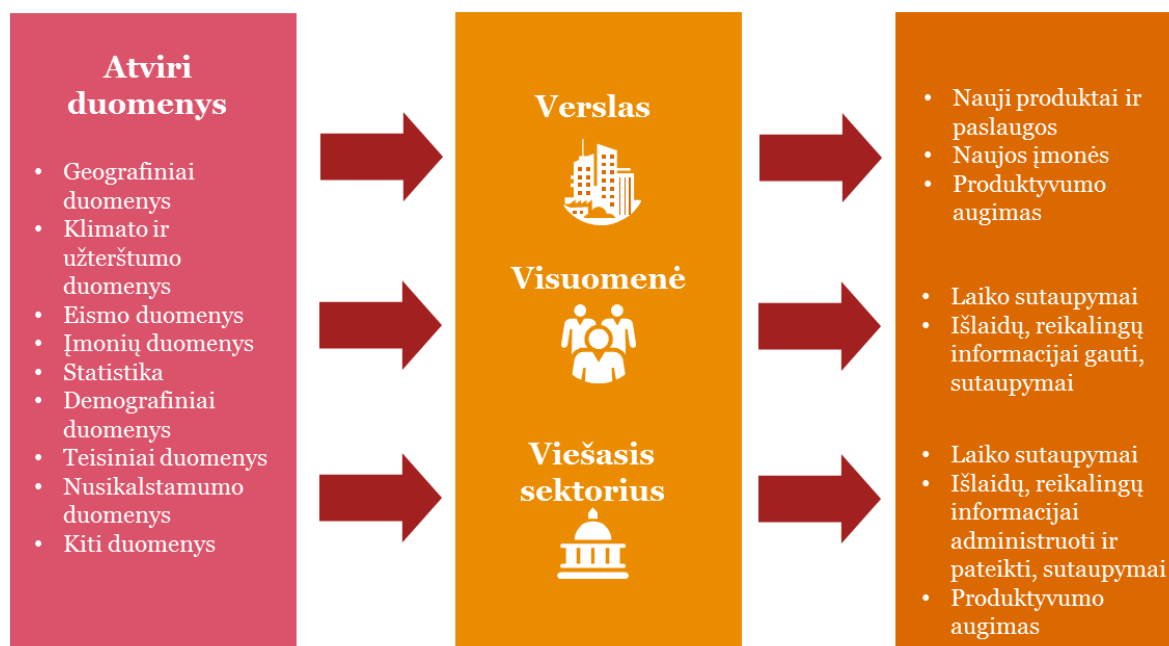 Atviri
duomenys
• Geografiniai
duomenys
• Klimato ir
užterštumo
duomenys
• Eismo duomenys
• Įmonių duomenys
• Statistika
• Demografiniai
duomenys
• Teisiniai duomenys
• Nusikalstamumo
duomenys
• Kiti duomenys
Verslas
Visuomenė
Viešasis
sektorius
• Nauji produktai ir
paslaugos
• Naujos įmonės
• Produktyvumo
augimas
• Laiko sutaupymai
• Išlaidų, reikalingų
informacijai gauti,
sutaupymai
• Laiko sutaupymai
• Išlaidų, reikalingų
informacijai
administruoti ir
pateikti, sutaupymai
• Produktyvumo
augimas